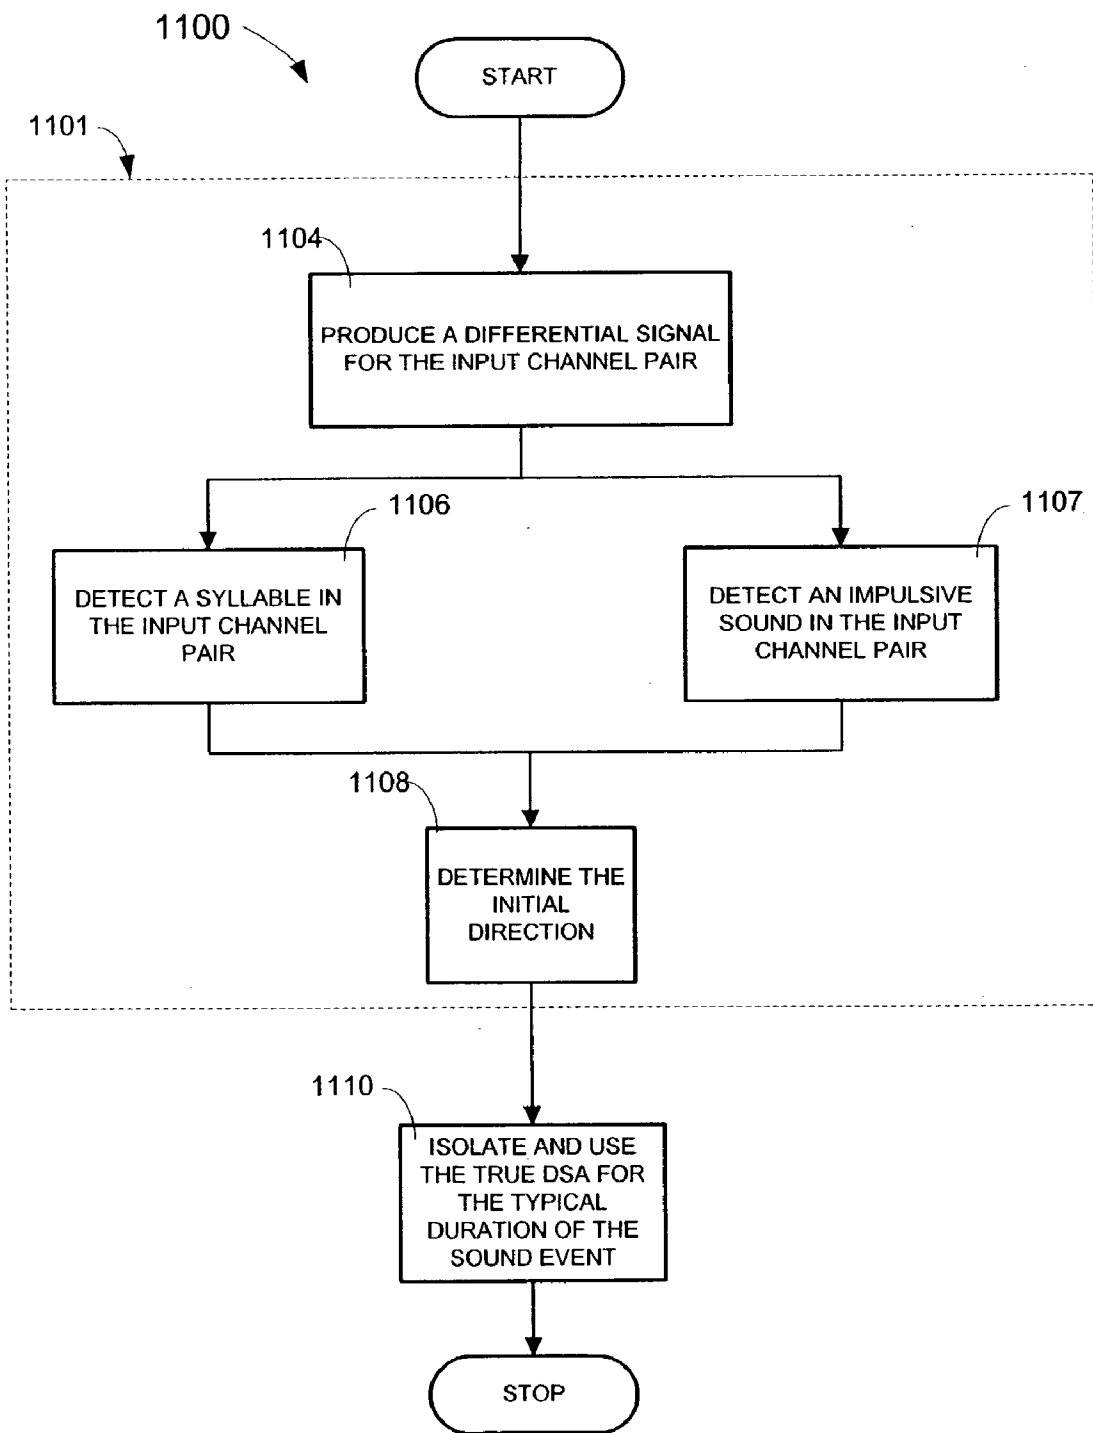 1100
START
1101
1104
PRODUCE A DIFFERENTIAL SIGNAL
FOR THE INPUT CHANNEL PAIR
1106
1107
DETECT A SYLLABLE IN
THE INPUT CHANNEL
PAIR
DETECT AN IMPULSIVE
SOUND IN THE INPUT
CHANNEL PAIR
1108
DETERMINE THE
INITIAL
DIRECTION
1110
ISOLATE AND USE
THE TRUE DSA FOR
THE TYPICAL
DURATION OF THE
SOUND EVENT
STOP